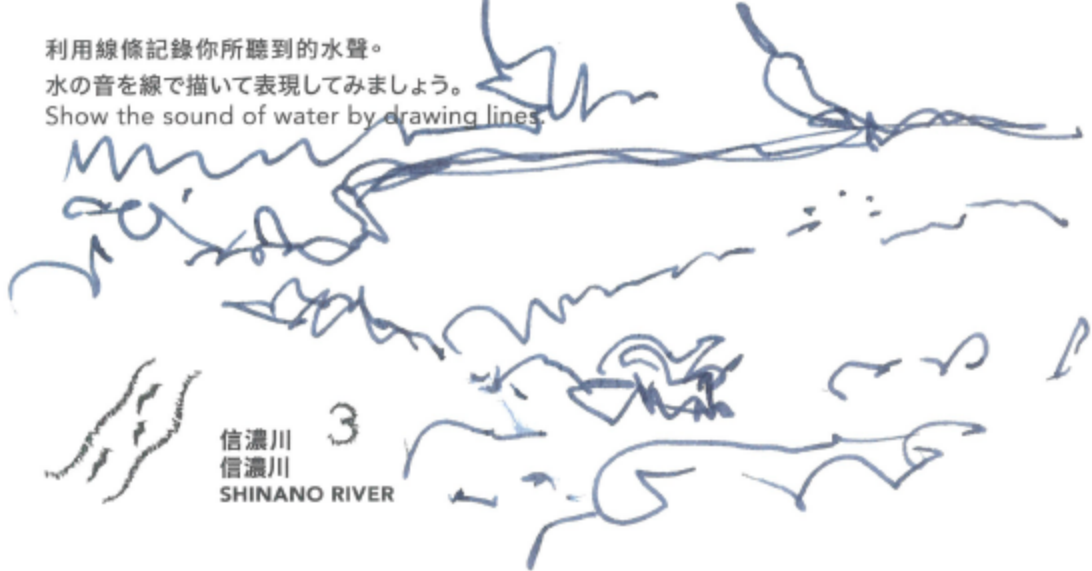 利用線條記錄你所聽到的水聲。
水の音を線で描いて表現してみましょう。
Show the sound of water by drawing lines.
3
信濃川
信濃川
SHINANO RIVER